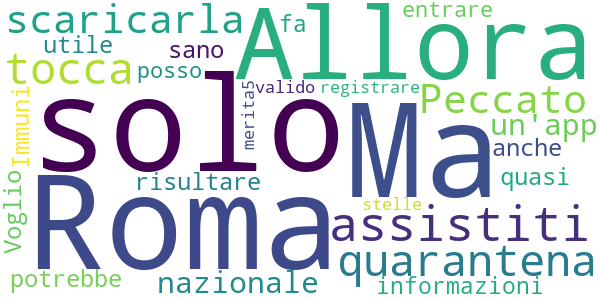 scaricarla
Allora
fa
entrare
utile
sano
tocca
posso
solo
merita5
valido
registrare
Peccato
Immuni
Ma
un'app
anche
Roma
risultare
quasi
Voglio
stelle
assistiti
quarantena
potrebbe
nazionale
informazioni